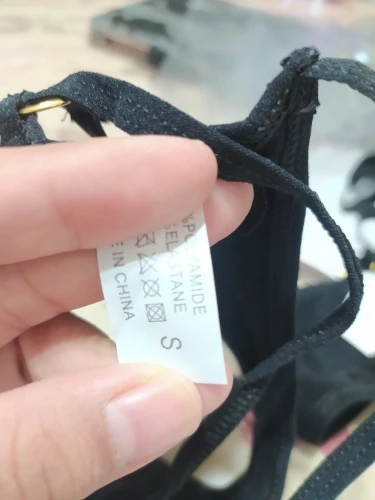 %POLYAMIDE
ELASTANE
E IN CHINA
S